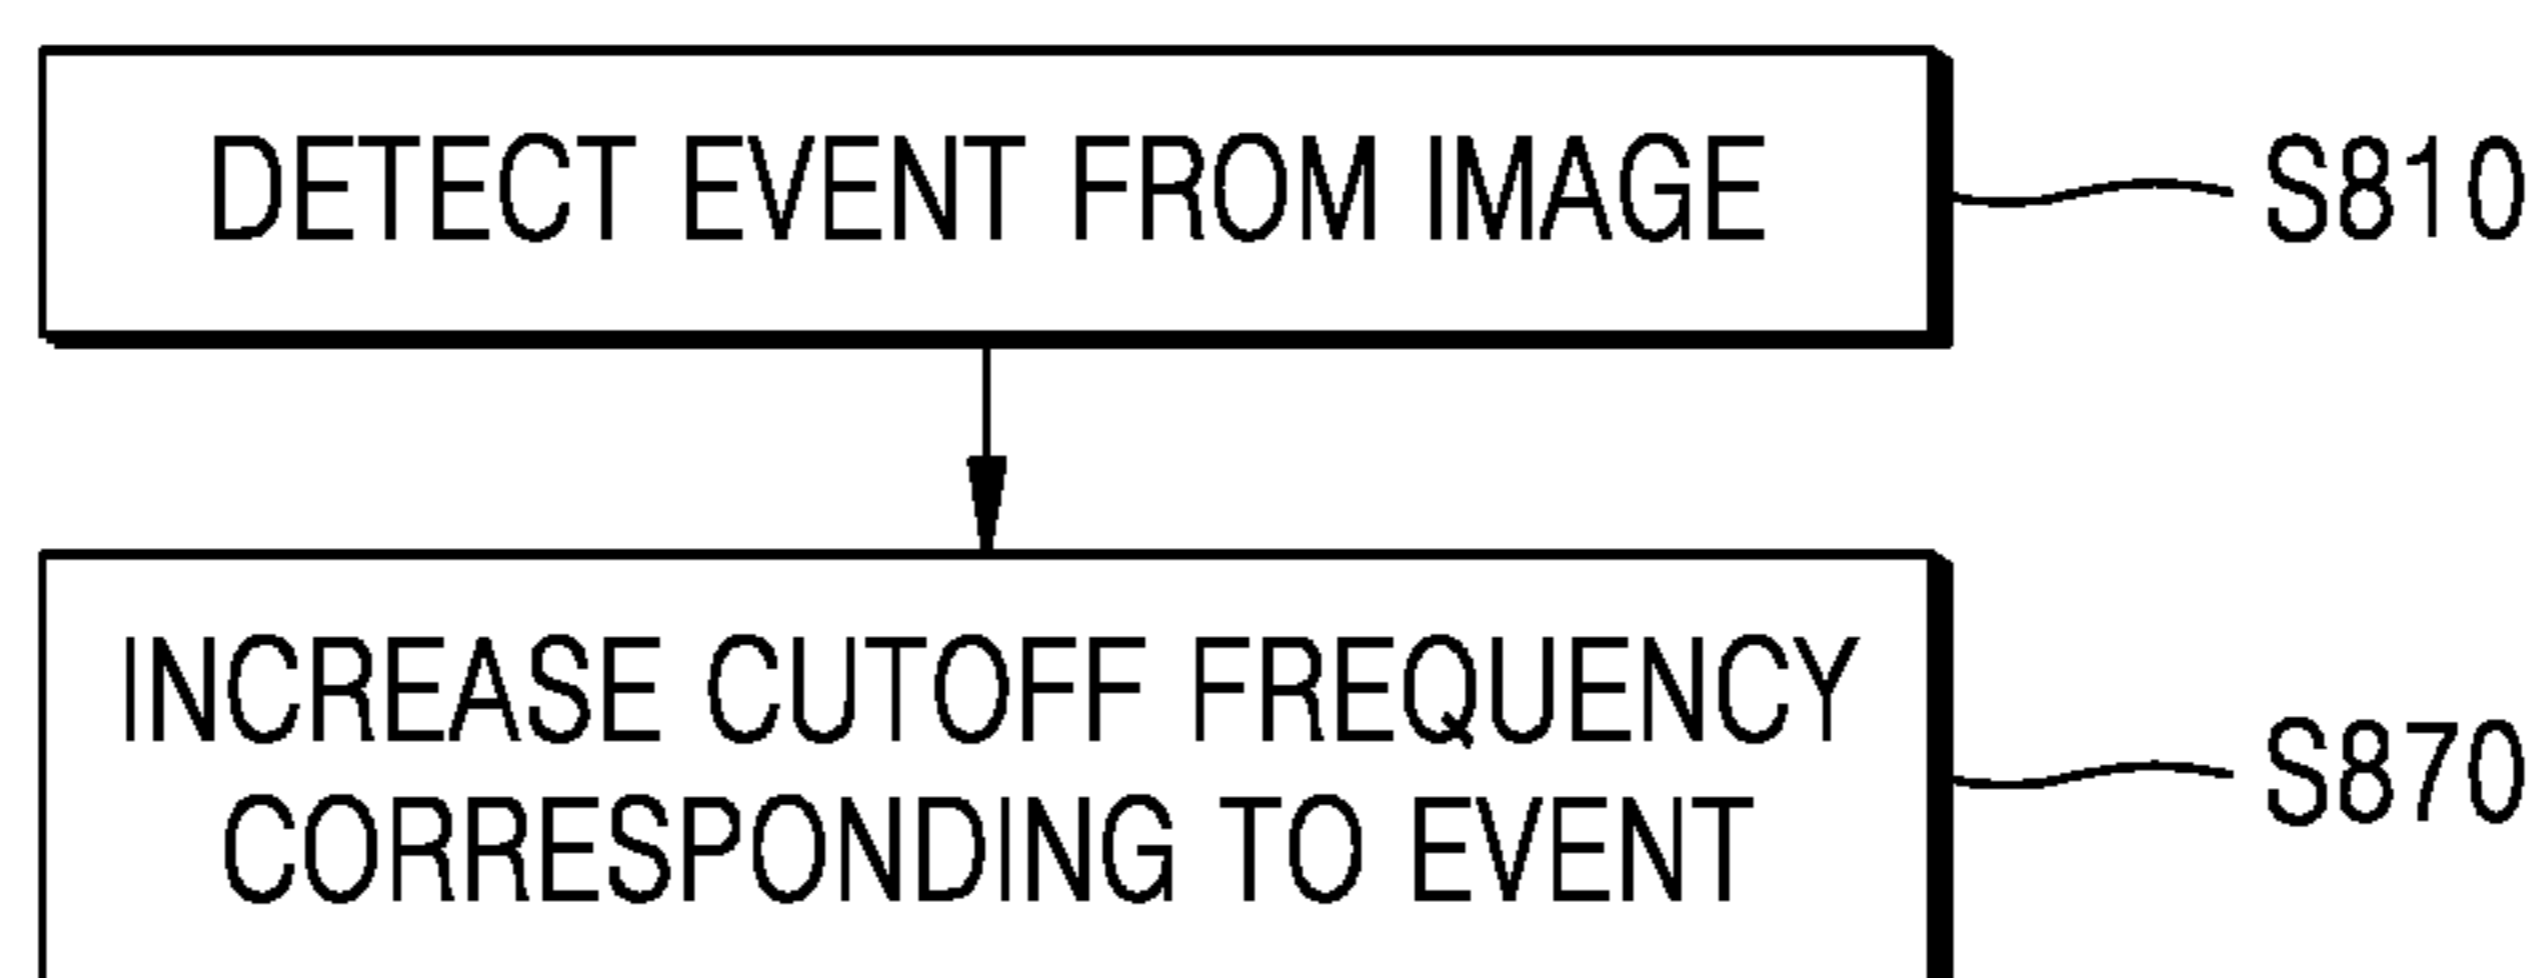 DETECT EVENT FROM IMAGE
S810
INCREASE CUTOFF FREQUENCY
CORRESPONDING TO EVENT
S870